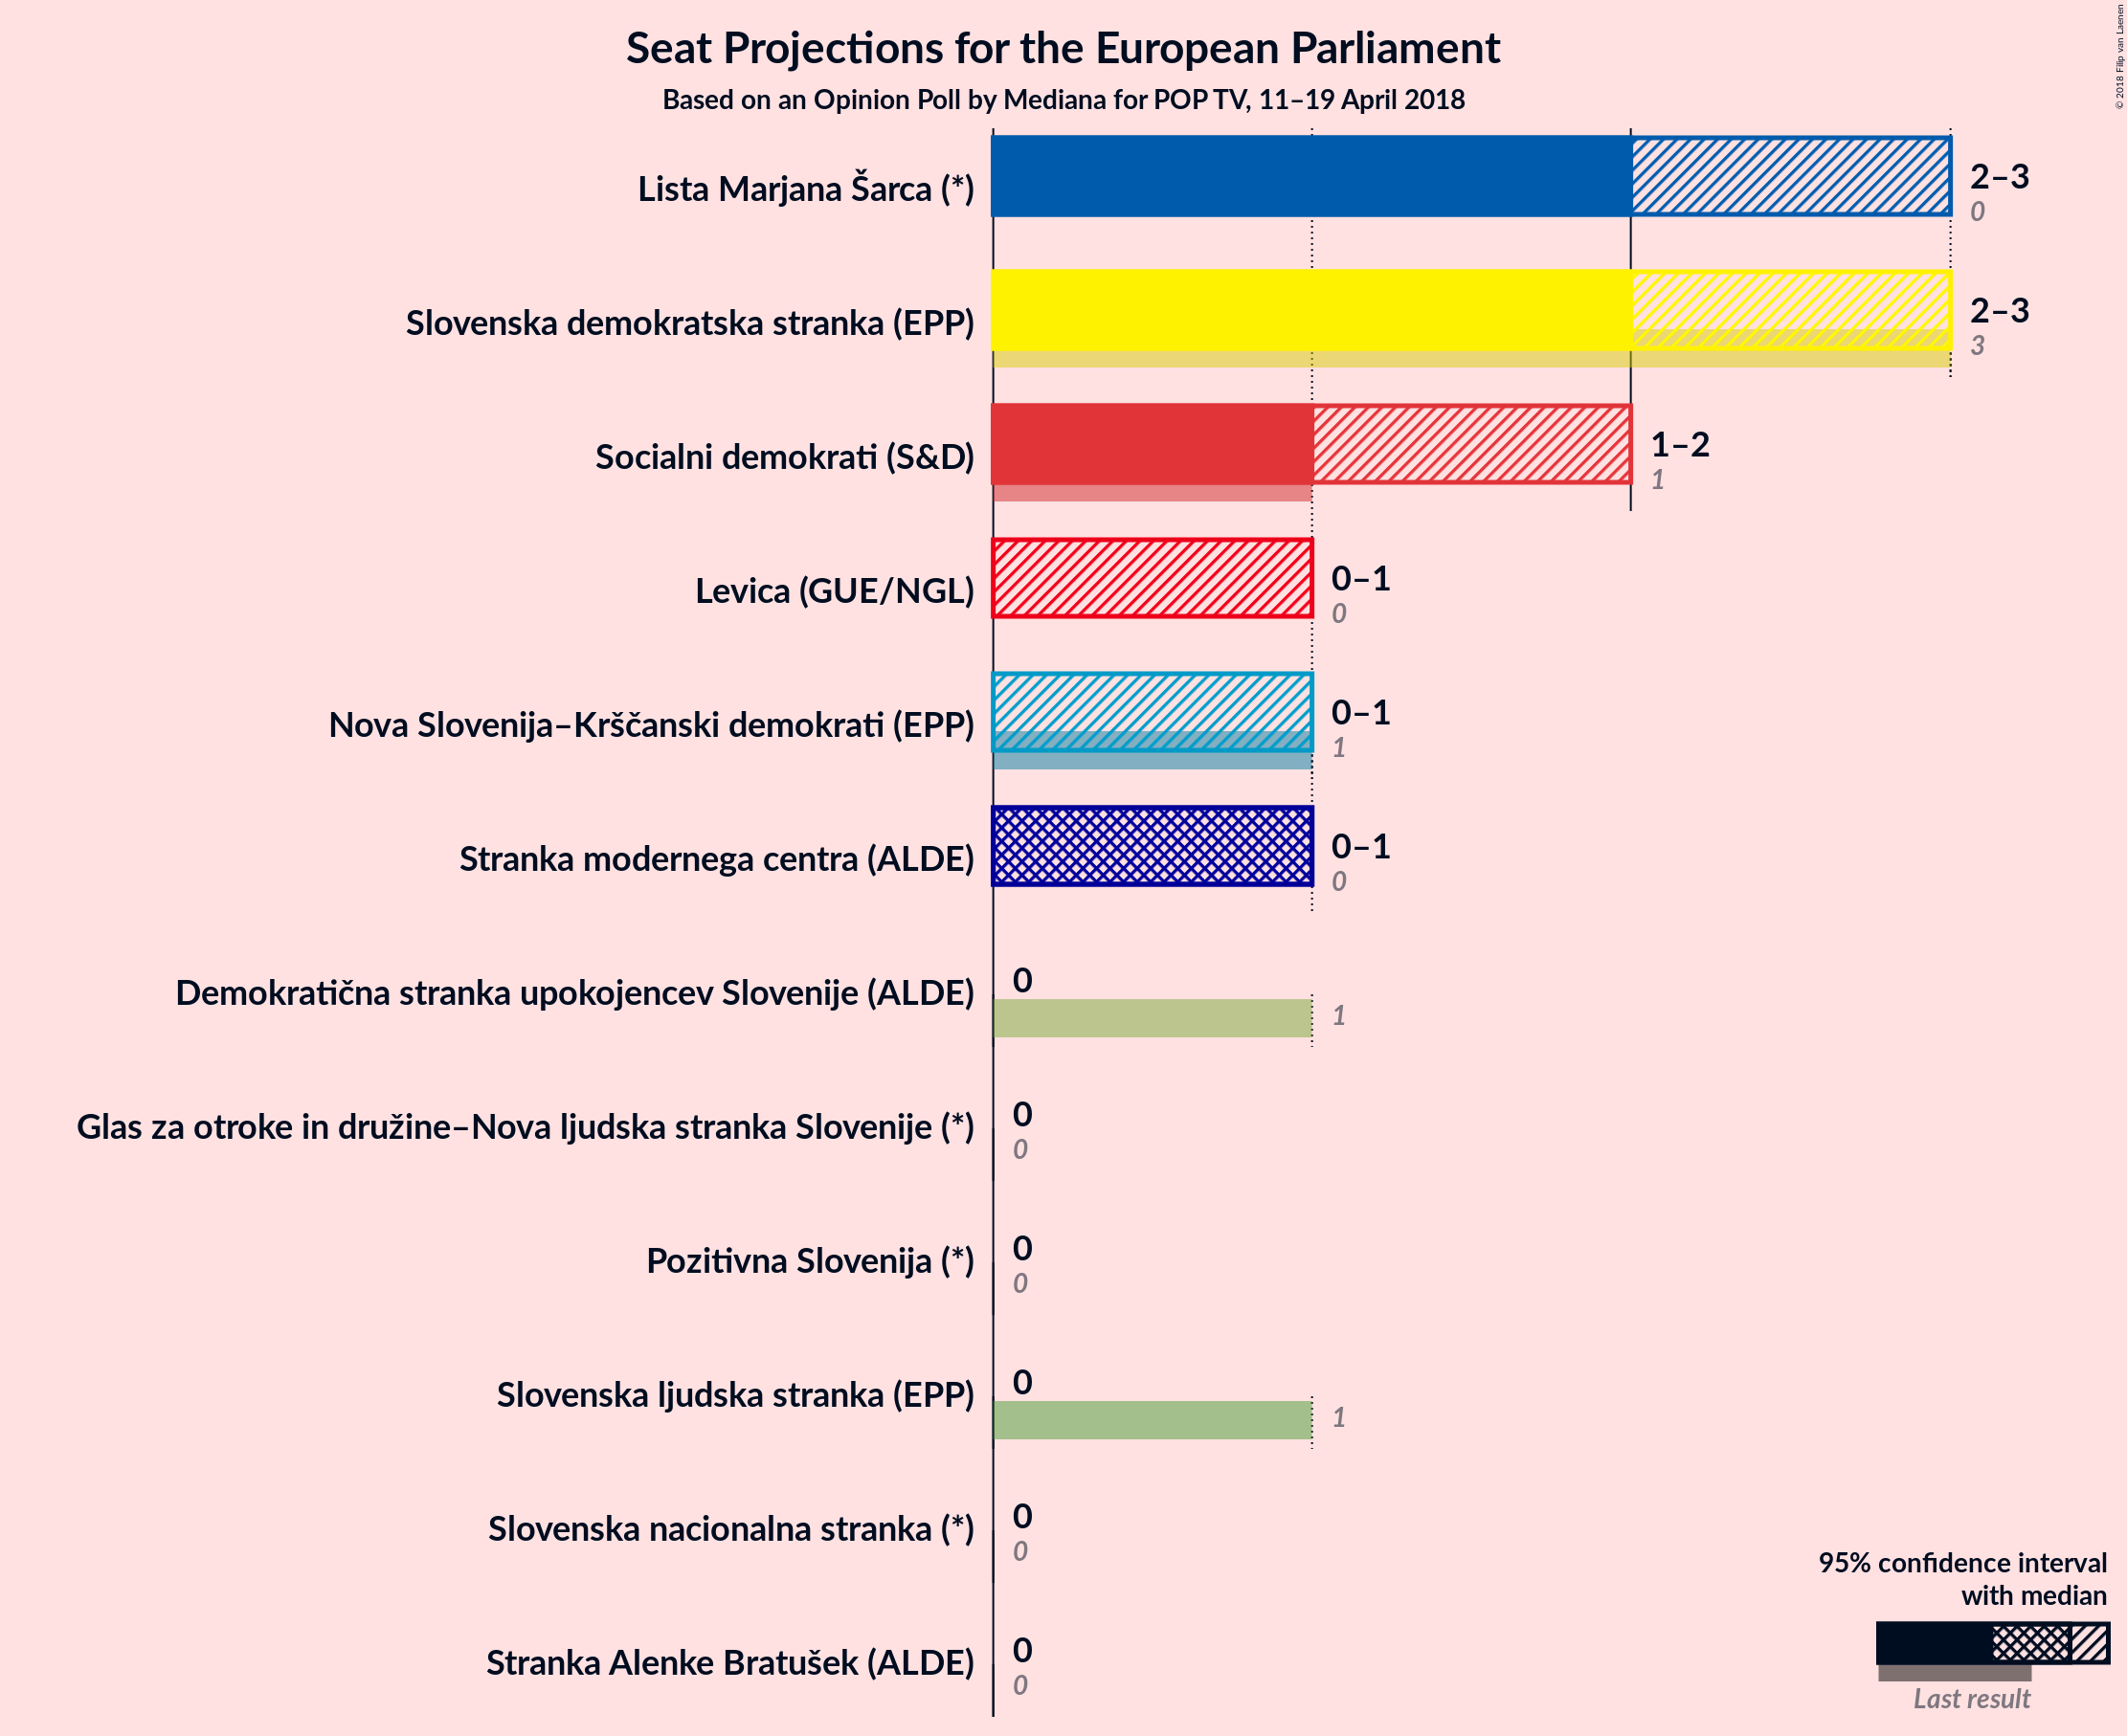 Seat Projections for the European Parliament
Based on an Opinion Poll by Mediana for POP TV, 11–19 April 2018
© 2018 Filip van Laenen
Lista Marjana Šarca (*)
2–3
0
Slovenska demokratska stranka (EPP)
2–3
3
Socialni demokrati (S&D)
1–2
1
Levica (GUE/NGL)
0–1
0
Nova Slovenija–Krščanski demokrati (EPP)
0–1
1
Stranka modernega centra (ALDE)
0–1
0
Demokratična stranka upokojencev Slovenije (ALDE)
0
1
Glas za otroke in družine–Nova ljudska stranka Slovenije (*)
0
0
Pozitivna Slovenija (*)
0
0
Slovenska ljudska stranka (EPP)
0
1
Slovenska nacionalna stranka (*)
0
0
Stranka Alenke Bratušek (ALDE)
0
0
95% confidence interval
with median
Last result